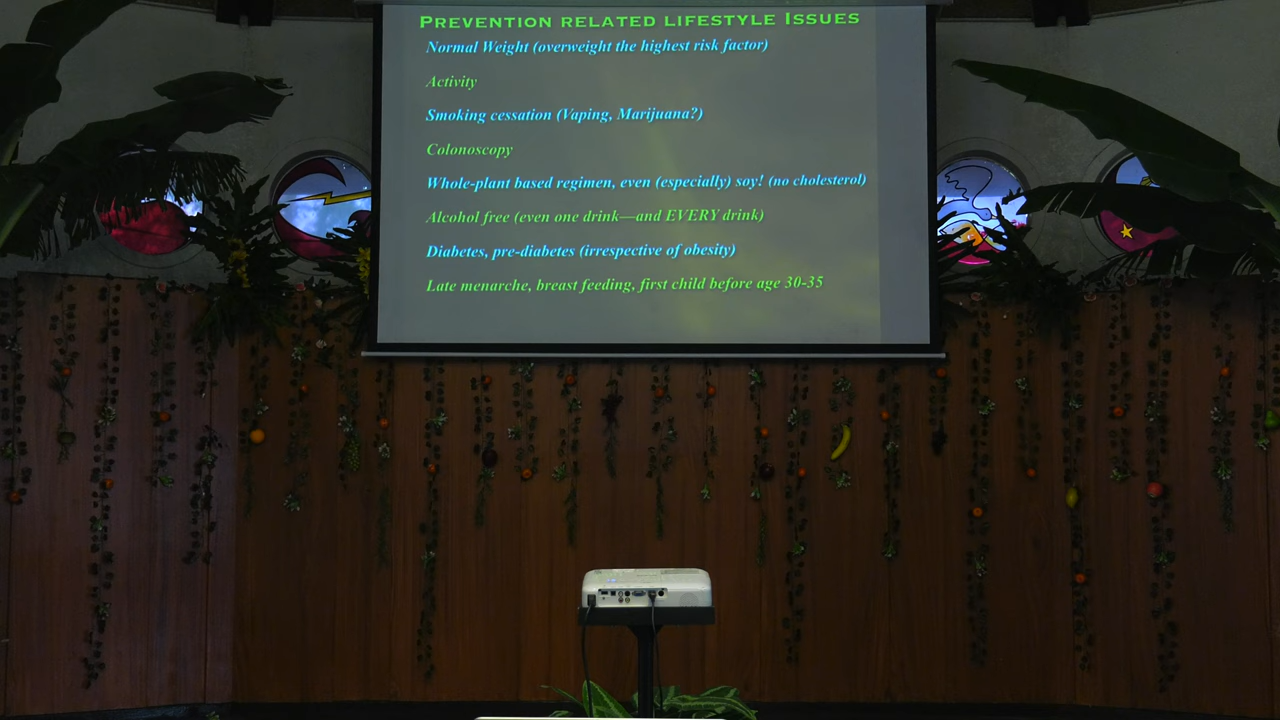 PREVENTION RELATED LIFESTYLE ISSUES
Normal Weight (overweight the highest risk factor)
Activity
Smoking cessation (Vaping, Marijuana?)
Colonoscopy
Whole-plant based regimen, even (especially) soy! (no cholesterol)
Alcohol free (even one drink—and EVERY drink)
Diabetes, pre-diabetes (irrespective of obesity)
Late menarche, breast feeding, first child before age 30-35